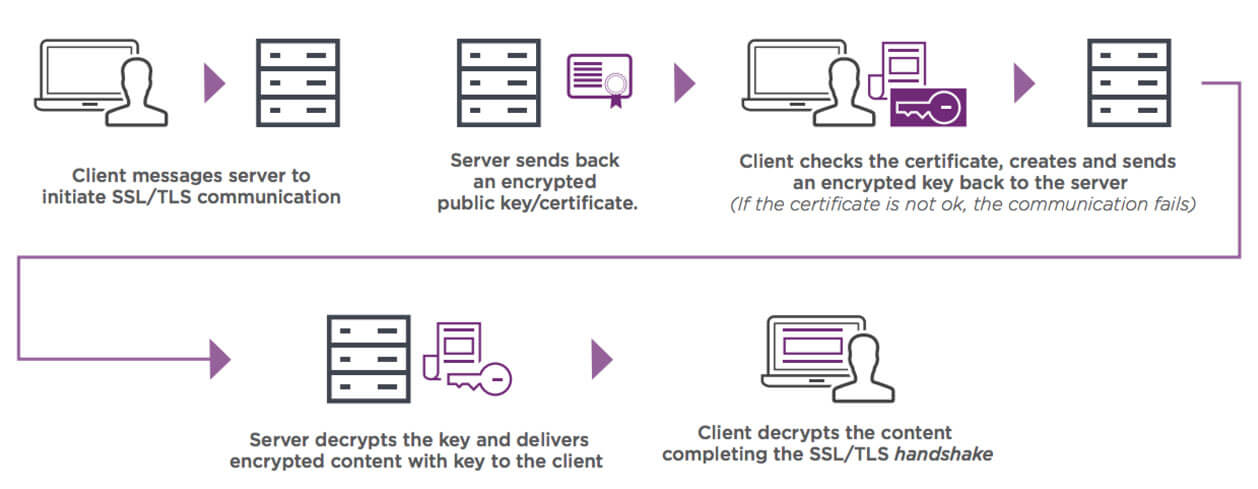 Client messages server to
initiate SSL/TLS communication
Server sends back
an encrypted
public key/certificate.
Client checks the certificate, creates and sends
an encrypted key back to the server
(If the certificate is not ok, the communication fails)
Server decrypts the key and delivers
encrypted content with key to the client
Client decrypts the content
completing the SSL/TLS handshake